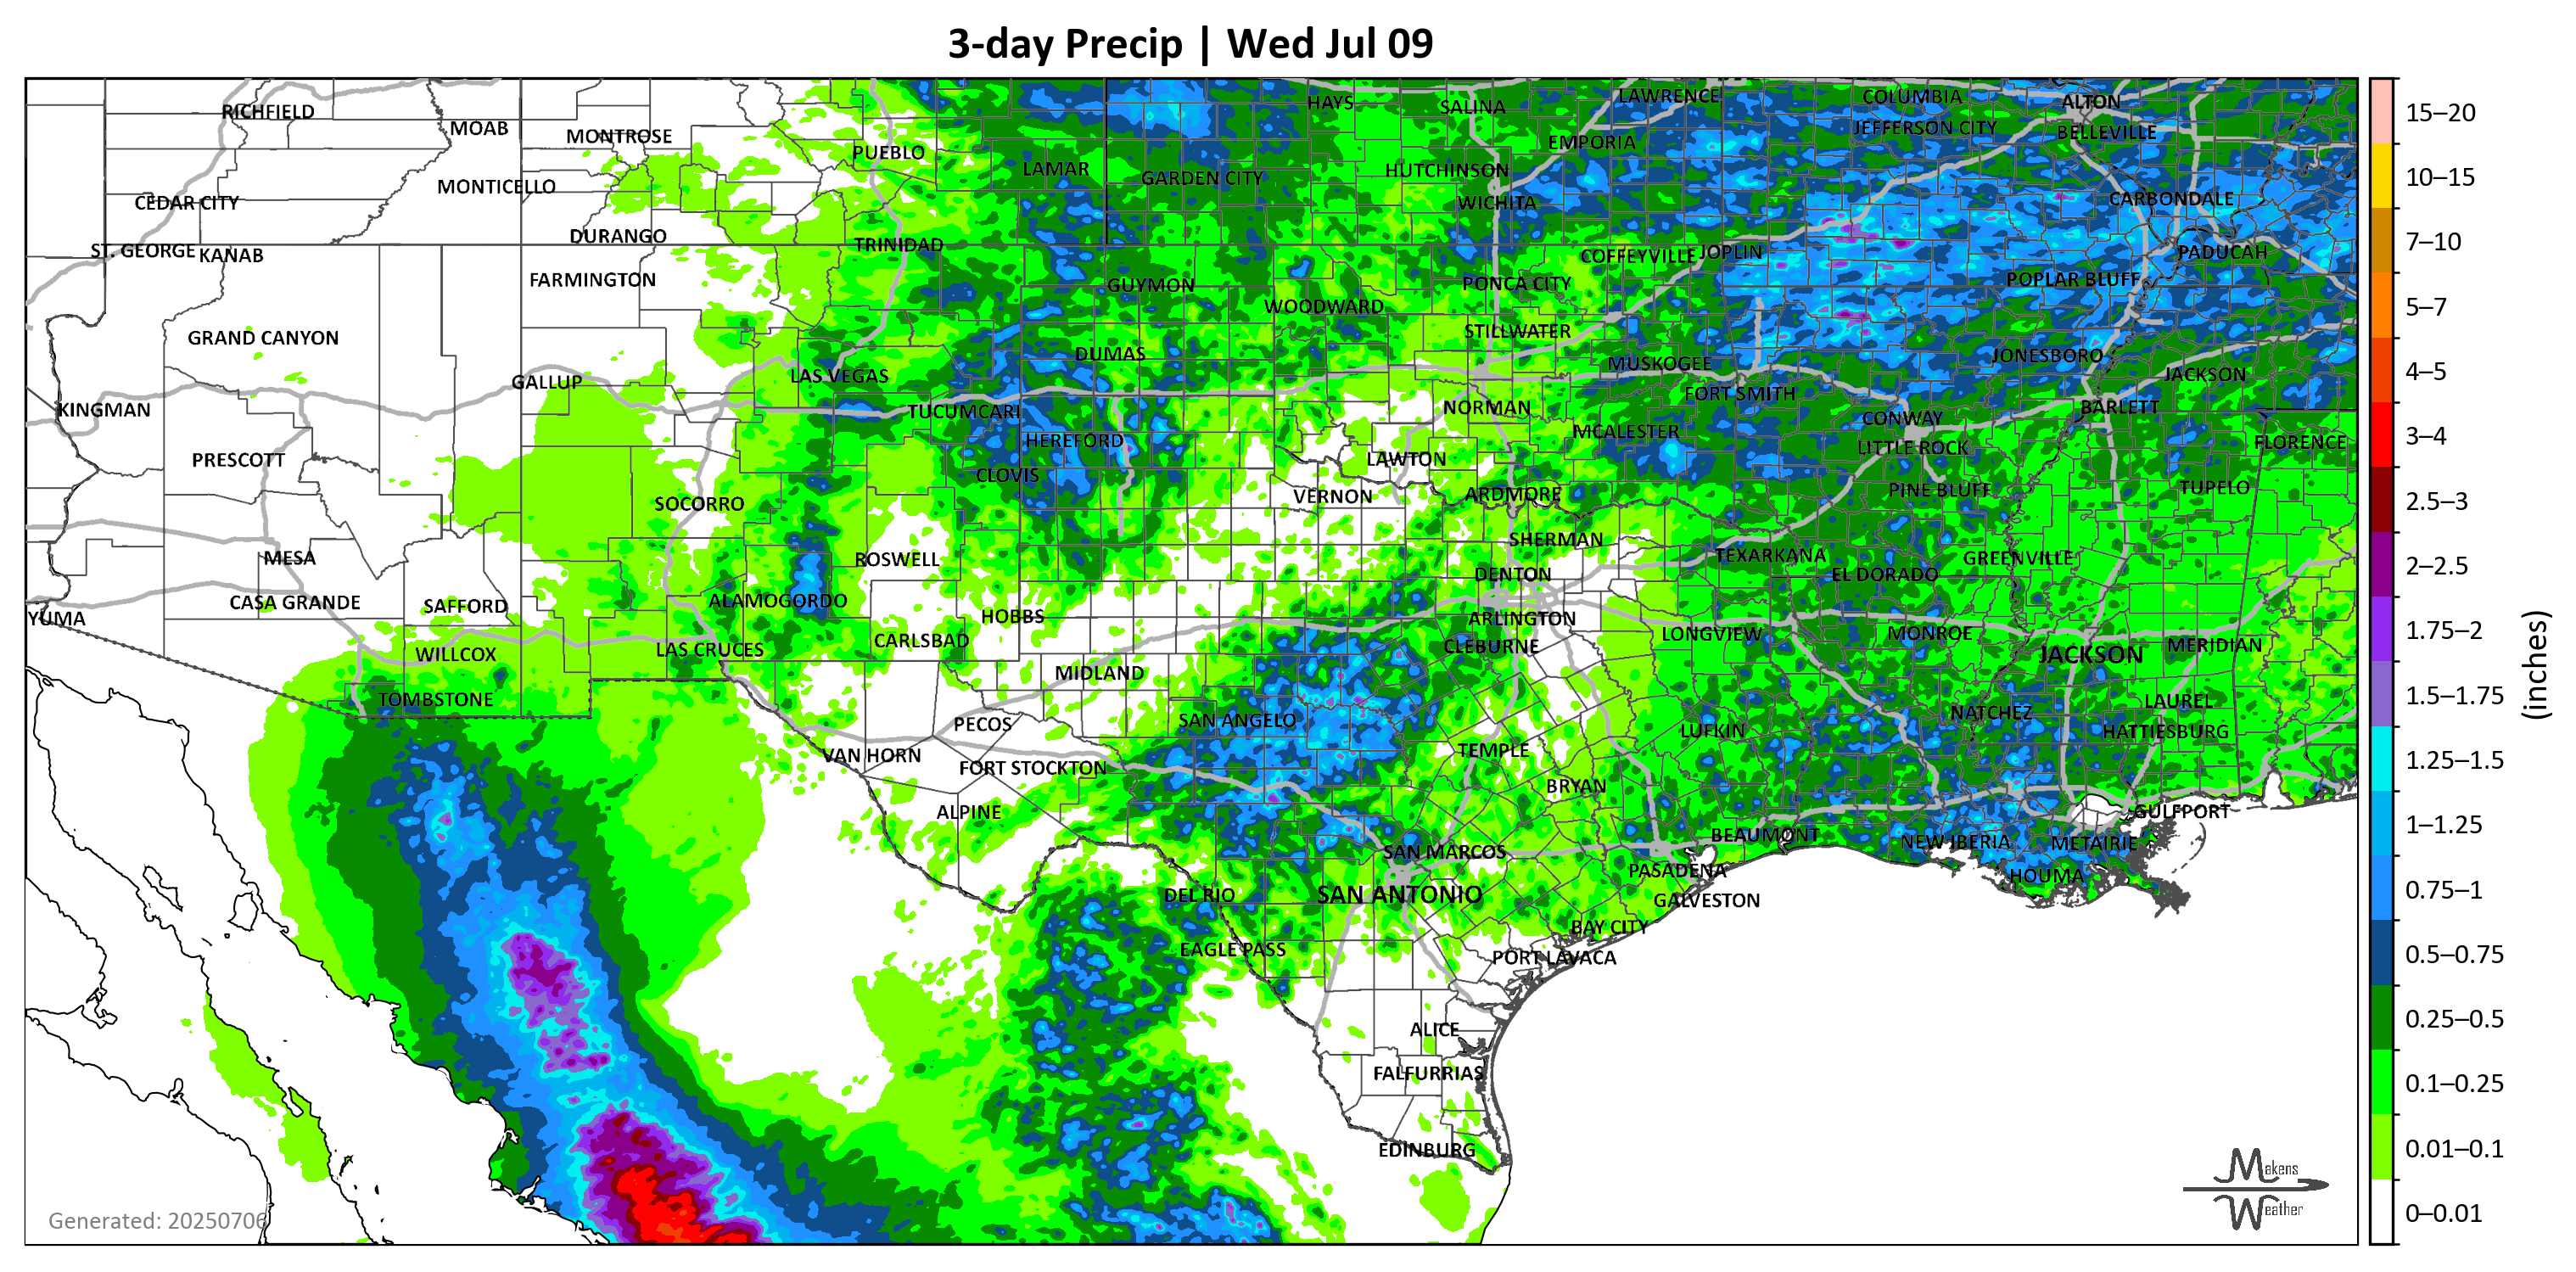 3-day Precip | Wed Jul 09
RICHFIELD
MOAB
MONTROSE
PUEBLO
LAMAR
HAYS
SALINA
LAWRENCE
COLUMBIA
ALTON
JEFFERSON CITY
BELLEVILLE
EMPORIA
GARDEN CITY
HUTCHINSON
MONTICELLO
CEDAR CITY
WICHITA
CARBONDALE
DURANGO
TRINIDAD
ST. GEORGE
KANAB
COFFEYVILLE
JOPLIN
PADUCAH
FARMINGTON
GUYMON
PONCA CITY
POPLAR BLUFF
WOODWARD
GRAND CANYON
STILLWATER
DUMAS
JONESBORO
MUSKOGEE
JACKSON
GALLUP
LAS VEGAS
FORT SMITH
KINGMAN
TUCUMCARI
NORMAN
CONWAY
BARLETT
HEREFORD
MCALESTER
LITTLE ROCK
FLORENCE
PRESCOTT
CLOVIS
LAWTON
SOCORRO
VERNON
ARDMORE
PINE BLUFF
TUPELO
MESA
ROSWELL
SHERMAN
TEXARKANA
GREENVILLE
DENTON
EL DORADO
CASA GRANDE
SAFFORD
ALAMOGORDO
YUMA
HOBBS
ARLINGTON
LONGVIEW
MONROE
WILLCOX
LAS CRUCES
CARLSBAD
CLEBURNE
JACKSON
MERIDIAN
MIDLAND
TOMBSTONE
PECOS
SAN ANGELO
NATCHEZ
LAUREL
LUFKIN
HATTIESBURG
VAN HORN
FORT STOCKTON
TEMPLE
BRYAN
ALPINE
GULFPORT
SAN MARCOS
BEAUMONT
NEW IBERIA
METAIRIE
PASADENA
HOUMA
DEL RIO
SAN ANTONIO
GALVESTON
BAY CITY
EAGLE PASS
PORT LAVACA
ALICE
FALFURRIAS
EDINBURG
Generated: 20250706
Makens
Weather
15–20
10–15
7–10
5–7
4–5
3–4
2.5–3
2–2.5
1.75–2
1.5–1.75
1.25–1.5
1–1.25
0.75–1
0.5–0.75
0.25–0.5
0.1–0.25
0.01–0.1
0–0.01
(inches)